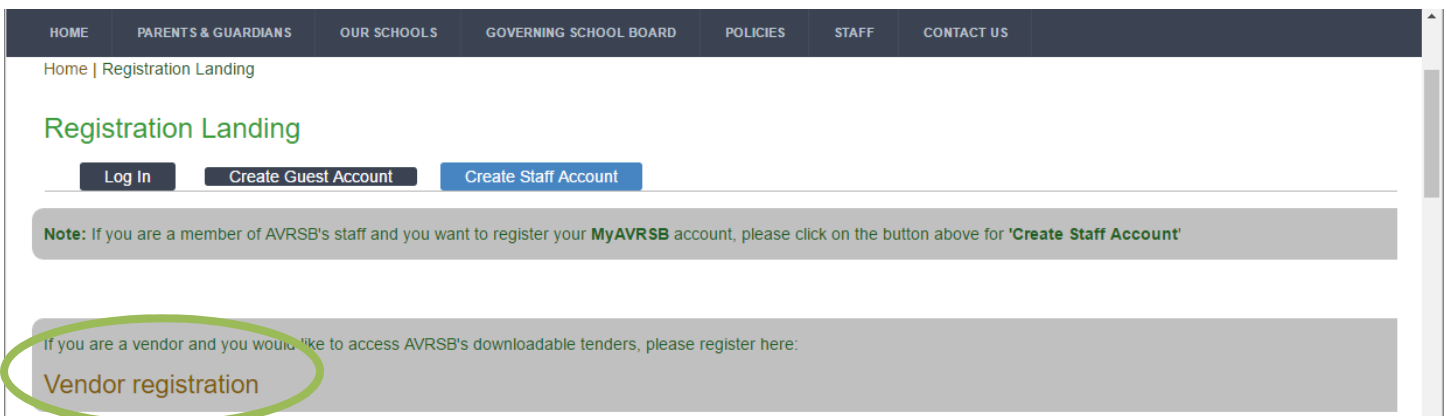 HOME PARENTS & GUARDIANS OUR SCHOOLS GOVERNING SCHOOL BOARD POLICIES STAFF CONTACT US
Home | Registration Landing
Registration Landing
Log In Create Guest Account Create Staff Account
Note: If you are a member of AVRSB's staff and you want to register your MyAVRSB account, please click on the button above for 'Create Staff Account'
If you are a vendor and you would like to access AVRSB's downloadable tenders, please register here:
Vendor registration